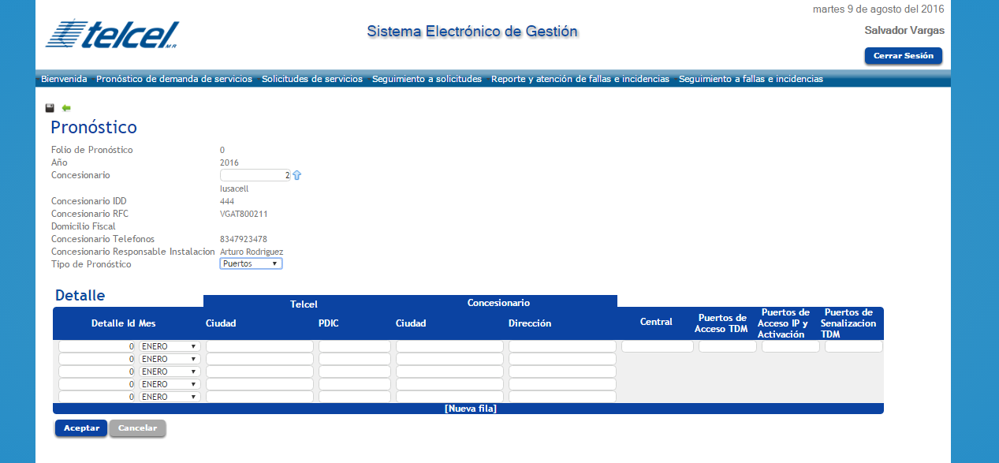 martes 9 de agosto del 2016
telcel MR
Sistema Electrónico de Gestión
Salvador Vargas
Cerrar Sesión
Bienvenida Pronóstico de demanda de servicios Solicitudes de servicios Seguimiento a solicitudes Reporte y atención de fallas e incidencias Seguimiento a fallas e incidencias
Pronóstico
Folio de Pronóstico 0
Año 2016
Concesionario 2
Iusacell
Concesionario IDD 444
Concesionario RFC VGAT800211
Domicilio Fiscal
Concesionario Telefonos 8347923478
Concesionario Responsable Instalacion Arturo Rodriguez
Tipo de Pronóstico Puertos
Detalle
Telcel Concesionario
Detalle Id Mes Ciudad PDIC Ciudad Dirección Central Puertos de Acceso TDM Puertos de Acceso IP y Activación Puertos de Senalizacion TDM
0 ENERO
0 ENERO
0 ENERO
0 ENERO
0 ENERO
[Nueva fila]
Aceptar Cancelar